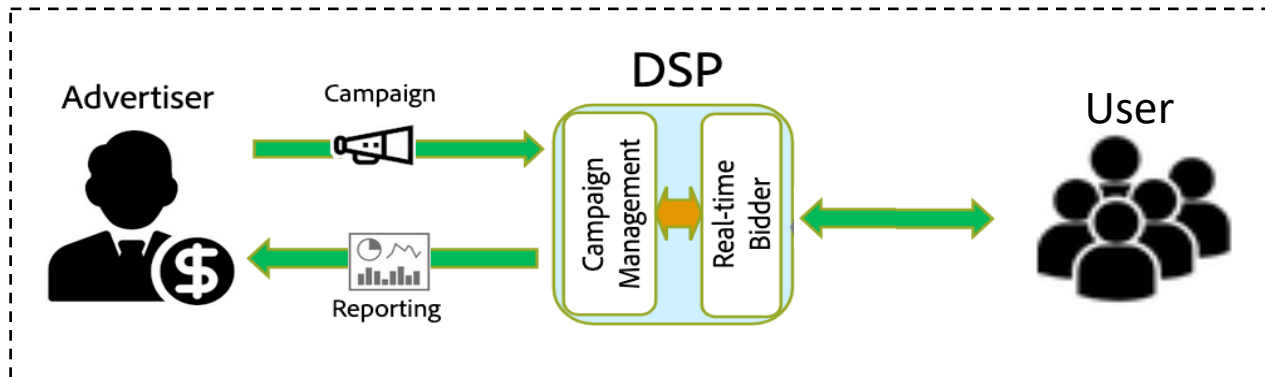 Advertiser
Campaign
Reporting
$
DSP
Campaign
Management
Real-time
Bidder
User